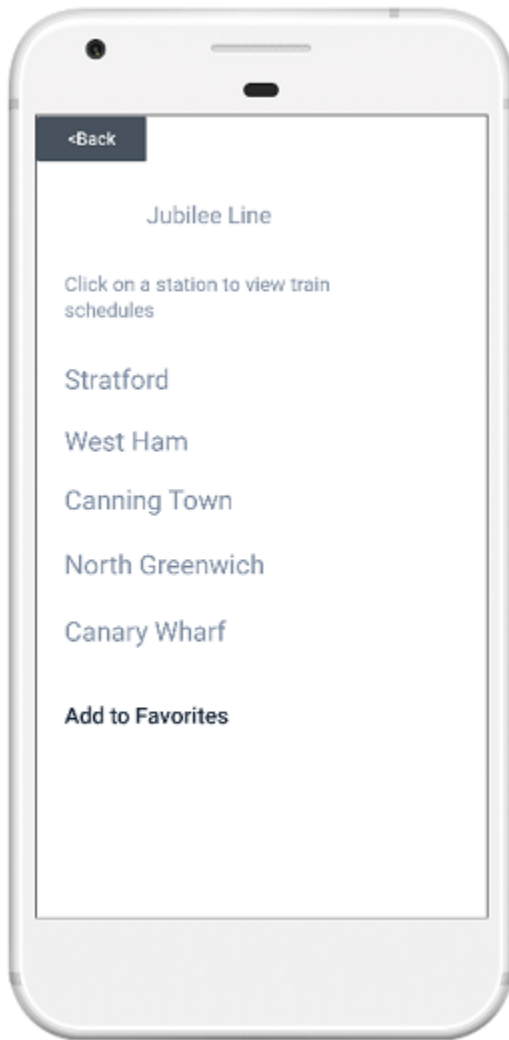 <Back
Jubilee Line
Click on a station to view train
schedules
Stratford
West Ham
Canning Town
North Greenwich
Canary Wharf
Add to Favorites